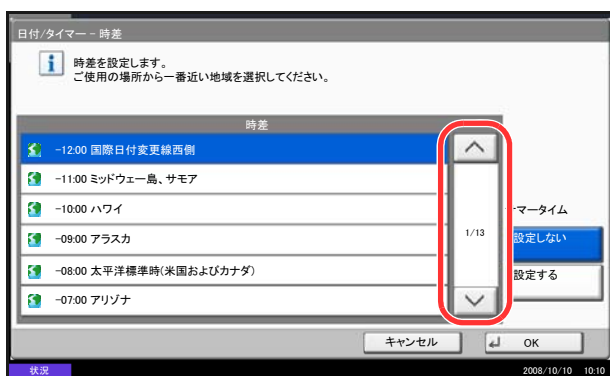 日付/タイマー - 時差
時差を設定します。
ご使用の場所から一番近い地域を選択してください。
時差
-12:00 国際日付変更線西側
-11:00 ミッドウェー島、サモア
-10:00 ハワイ
-09:00 アラスカ
-08:00 太平洋標準時(米国およびカナダ)
-07:00 アリゾナ
1/13
マータイム
設定しない
設定する
キャンセル
OK
状況
2008/10/10 10:10